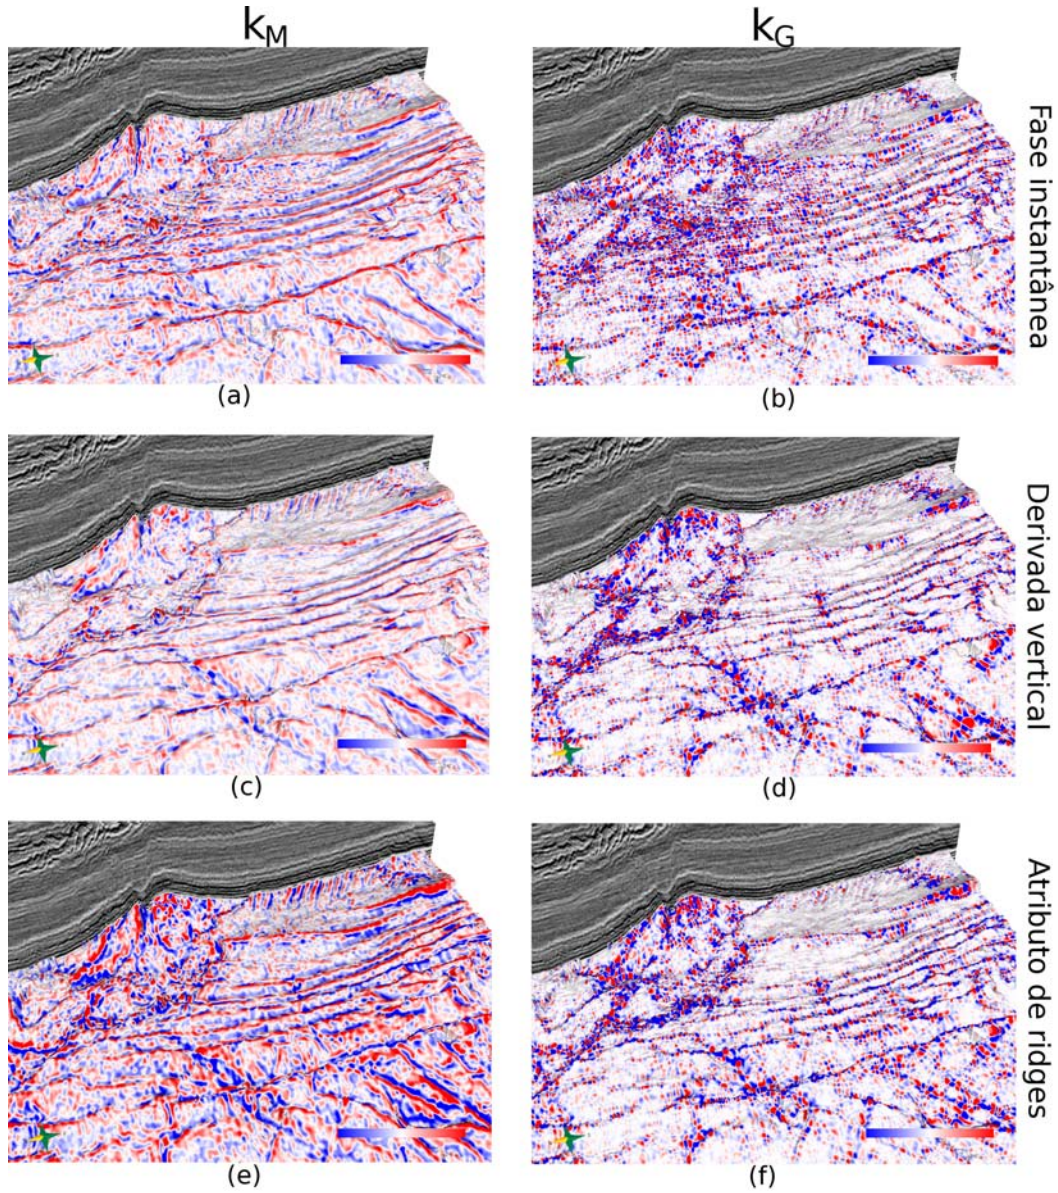 k_M
k_G
Fase instantânea
(a)
(b)
Derivada vertical
(c)
(d)
Atributo de ridges
(e)
(f)